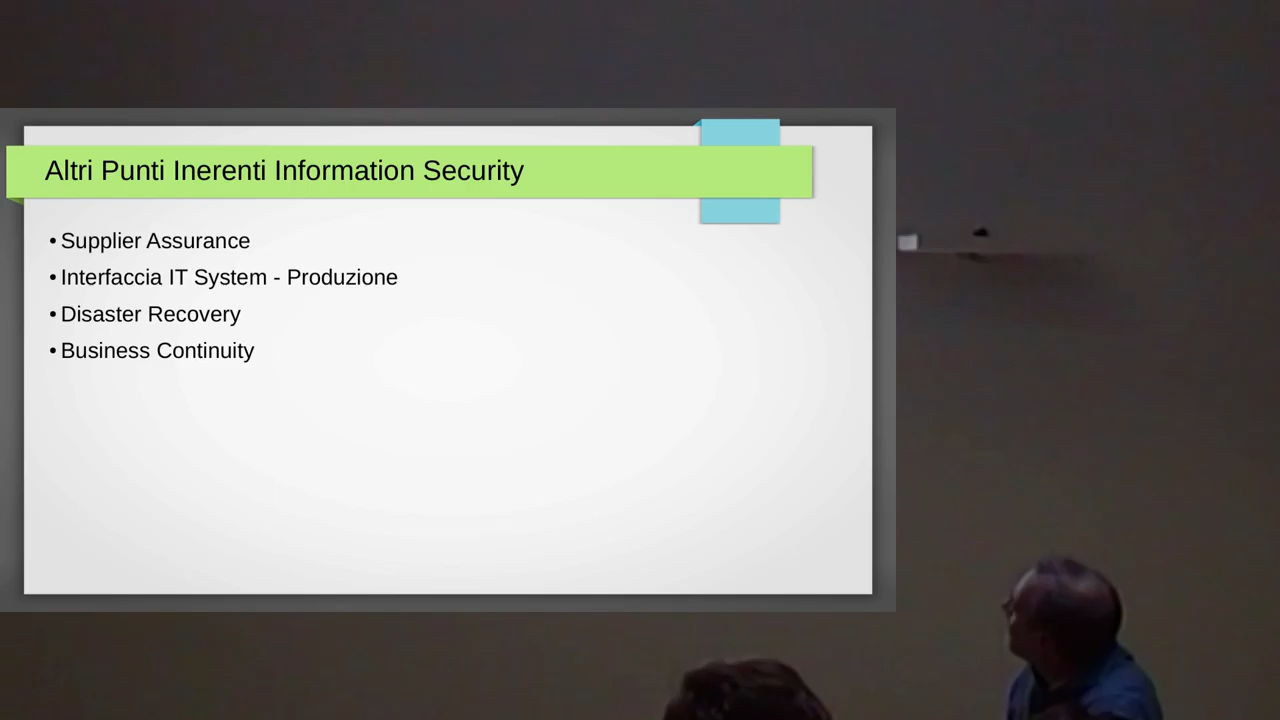 Altri Punti Inerenti Information Security
• Supplier Assurance
• Interfaccia IT System - Produzione
• Disaster Recovery
• Business Continuity